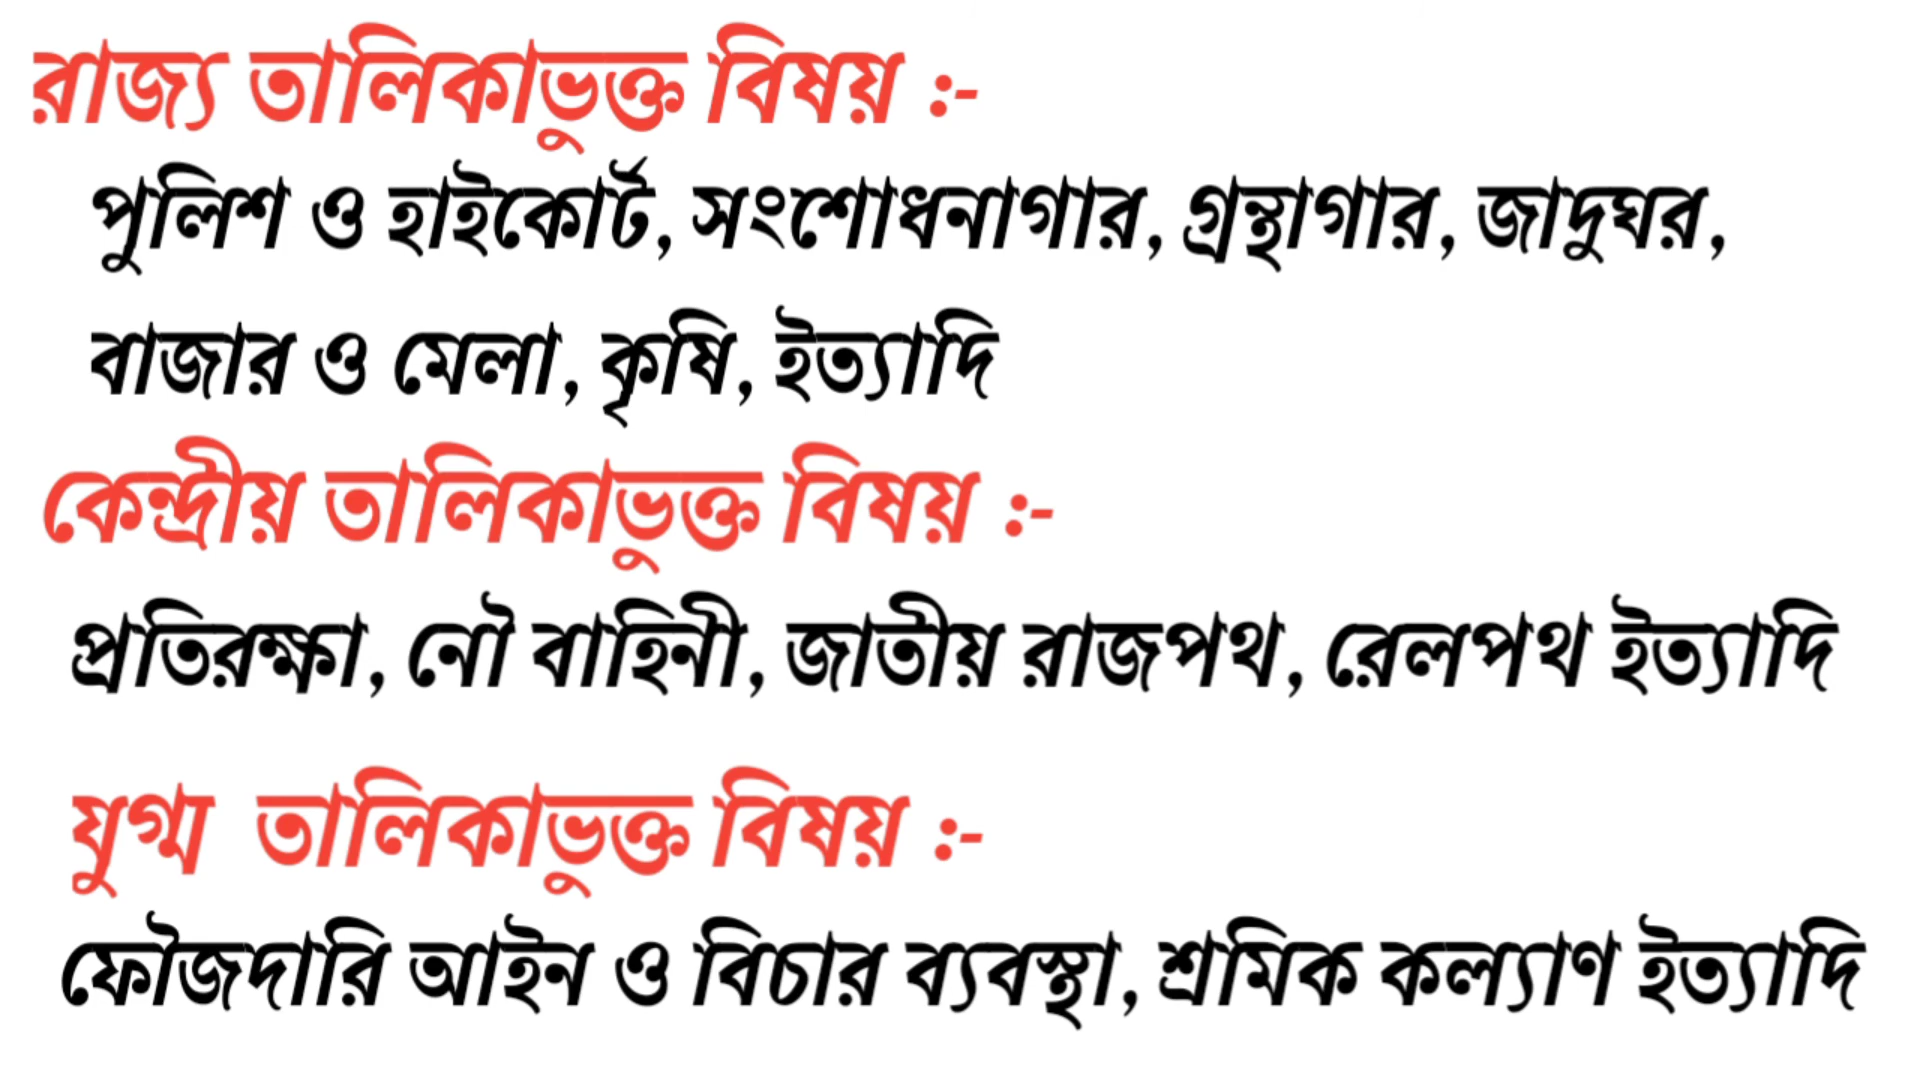 রাজ্য তালিকাভুক্ত বিষয় :-
পুলিশ ও হাইকোর্ট, সংশোধনাগার, গ্রন্থাগার, জাদুঘর,
বাজার ও মেলা, কৃষি, ইত্যাদি
কেন্দ্রীয় তালিকাভুক্ত বিষয় :-
প্রতিরক্ষা, নৌ বাহিনী, জাতীয় রাজপথ, রেলপথ ইত্যাদি
যুগ্ম তালিকাভুক্ত বিষয় :-
ফৌজদারি আইন ও বিচার ব্যবস্থা, শ্রমিক কল্যাণ ইত্যাদি